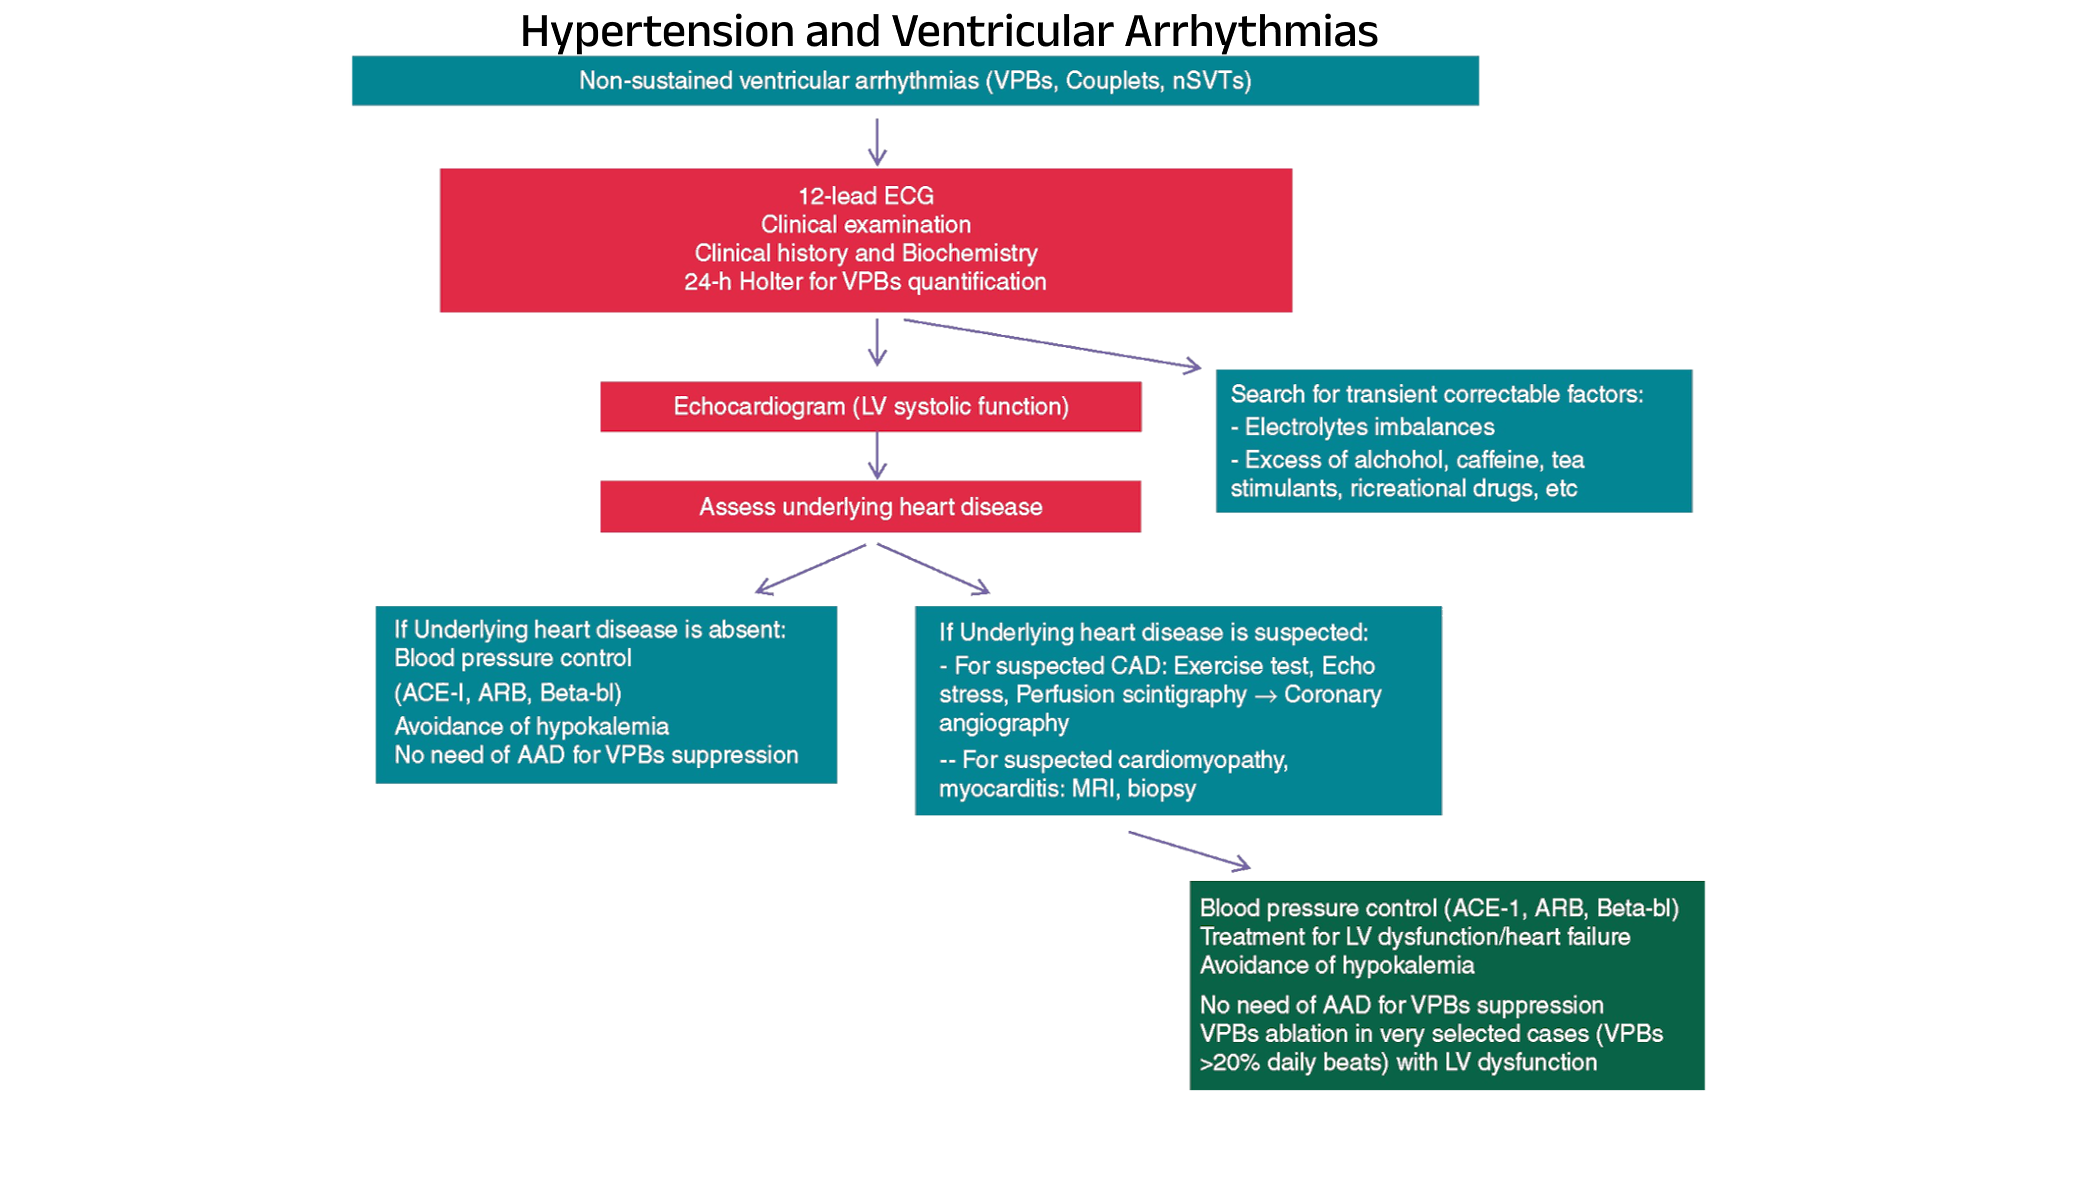 Hypertension and Ventricular Arrhythmias
Non-sustained ventricular arrhythmias (VPBs, Couplets, nSVTs)
12-lead ECG
Clinical examination
Clinical history and Biochemistry
24-h Holter for VPBs quantification
Echocardiogram (LV systolic function)
Search for transient correctable factors:
- Electrolytes imbalances
- Excess of alchohol, caffeine, tea
stimulants, ricreational drugs, etc
Assess underlying heart disease
If Underlying heart disease is absent:
Blood pressure control
(ACE-I, ARB, Beta-bl)
Avoidance of hypokalemia
No need of AAD for VPBs suppression
If Underlying heart disease is suspected:
- For suspected CAD: Exercise test, Echo
stress, Perfusion scintigraphy → Coronary
angiography
-- For suspected cardiomyopathy,
myocarditis: MRI, biopsy
Blood pressure control (ACE-1, ARB, Beta-bl)
Treatment for LV dysfunction/heart failure
Avoidance of hypokalemia
No need of AAD for VPBs suppression
VPBs ablation in very selected cases (VPBs
>20% daily beats) with LV dysfunction